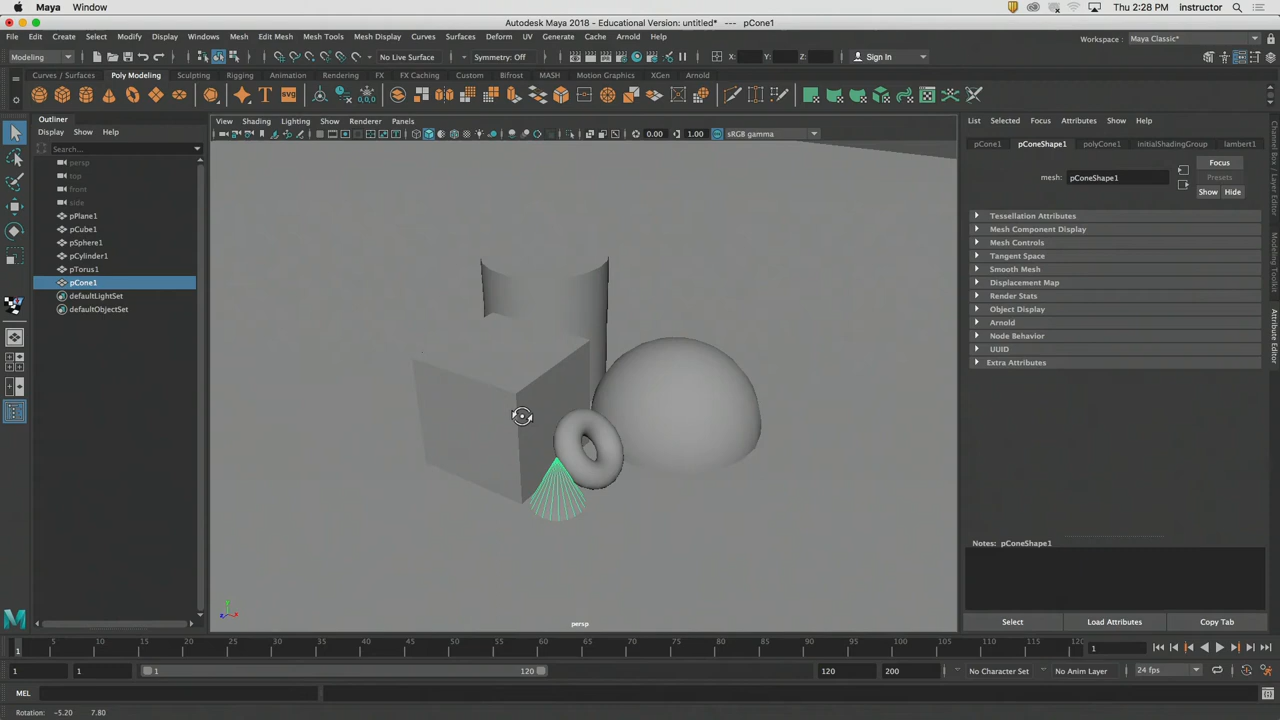 Maya Window Thu 2:28 PM instructor
Autodesk Maya 2018 - Educational Version: untitled* --- pCone1
File Edit Create Select Modify Display Windows Mesh Edit Mesh Mesh Tools Mesh Display Curves Surfaces Deform UV Generate Cache Arnold Help Workspace : Maya Classic*
Modeling No Live Surface Symmetry: Off X: Y: Z: Sign In
Curves / Surfaces Poly Modeling Sculpting Rigging Animation Rendering FX FX Caching Custom Bifrost MASH Motion Graphics XGen Arnold
Outliner
Display Show Help
Search...
persp
top
front
side
pPlane1
pCube1
pSphere1
pCylinder1
pTorus1
pCone1
defaultLightSet
defaultObjectSet
View Shading Lighting Show Renderer Panels
0.00 1.00 sRGB gamma
persp
List Selected Focus Attributes Show Help
pCone1 pConeShape1 polyCone1 initialShadingGroup lambert1
Focus
mesh: pConeShape1 Presets
Show Hide
Tessellation Attributes
Mesh Component Display
Mesh Controls
Tangent Space
Smooth Mesh
Displacement Map
Render Stats
Object Display
Arnold
Node Behavior
UUID
Extra Attributes
Notes: pConeShape1
Select Load Attributes Copy Tab
Channel Box / Layer Editor
Modeling Toolkit
Attribute Editor
5 10 15 20 25 30 35 40 45 50 55 60 65 70 75 80 85 90 95 100 105 110 115 120
1 1
1 1 1 120 120 200 No Character Set No Anim Layer 24 fps
MEL
Rotation: -5.20 7.80